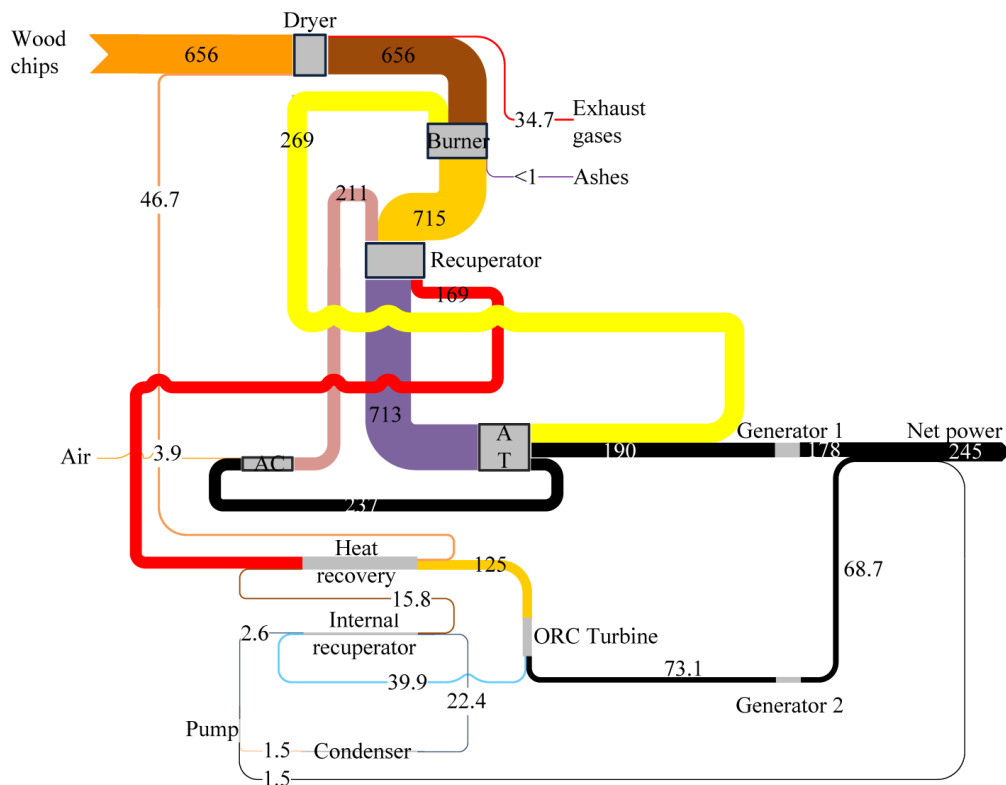 Dryer
Wood
chips
656
656
34.7
Exhaust
gases
269
Burner
<1
Ashes
46.7
211
715
Recuperator
169
713
A
T
Generator 1
Net power
Air
3.9
AC
190
178
245
237
Heat
recovery
125
68.7
15.8
2.6
Internal
recuperator
ORC Turbine
39.9
22.4
73.1
Generator 2
Pump
1.5
Condenser
1.5